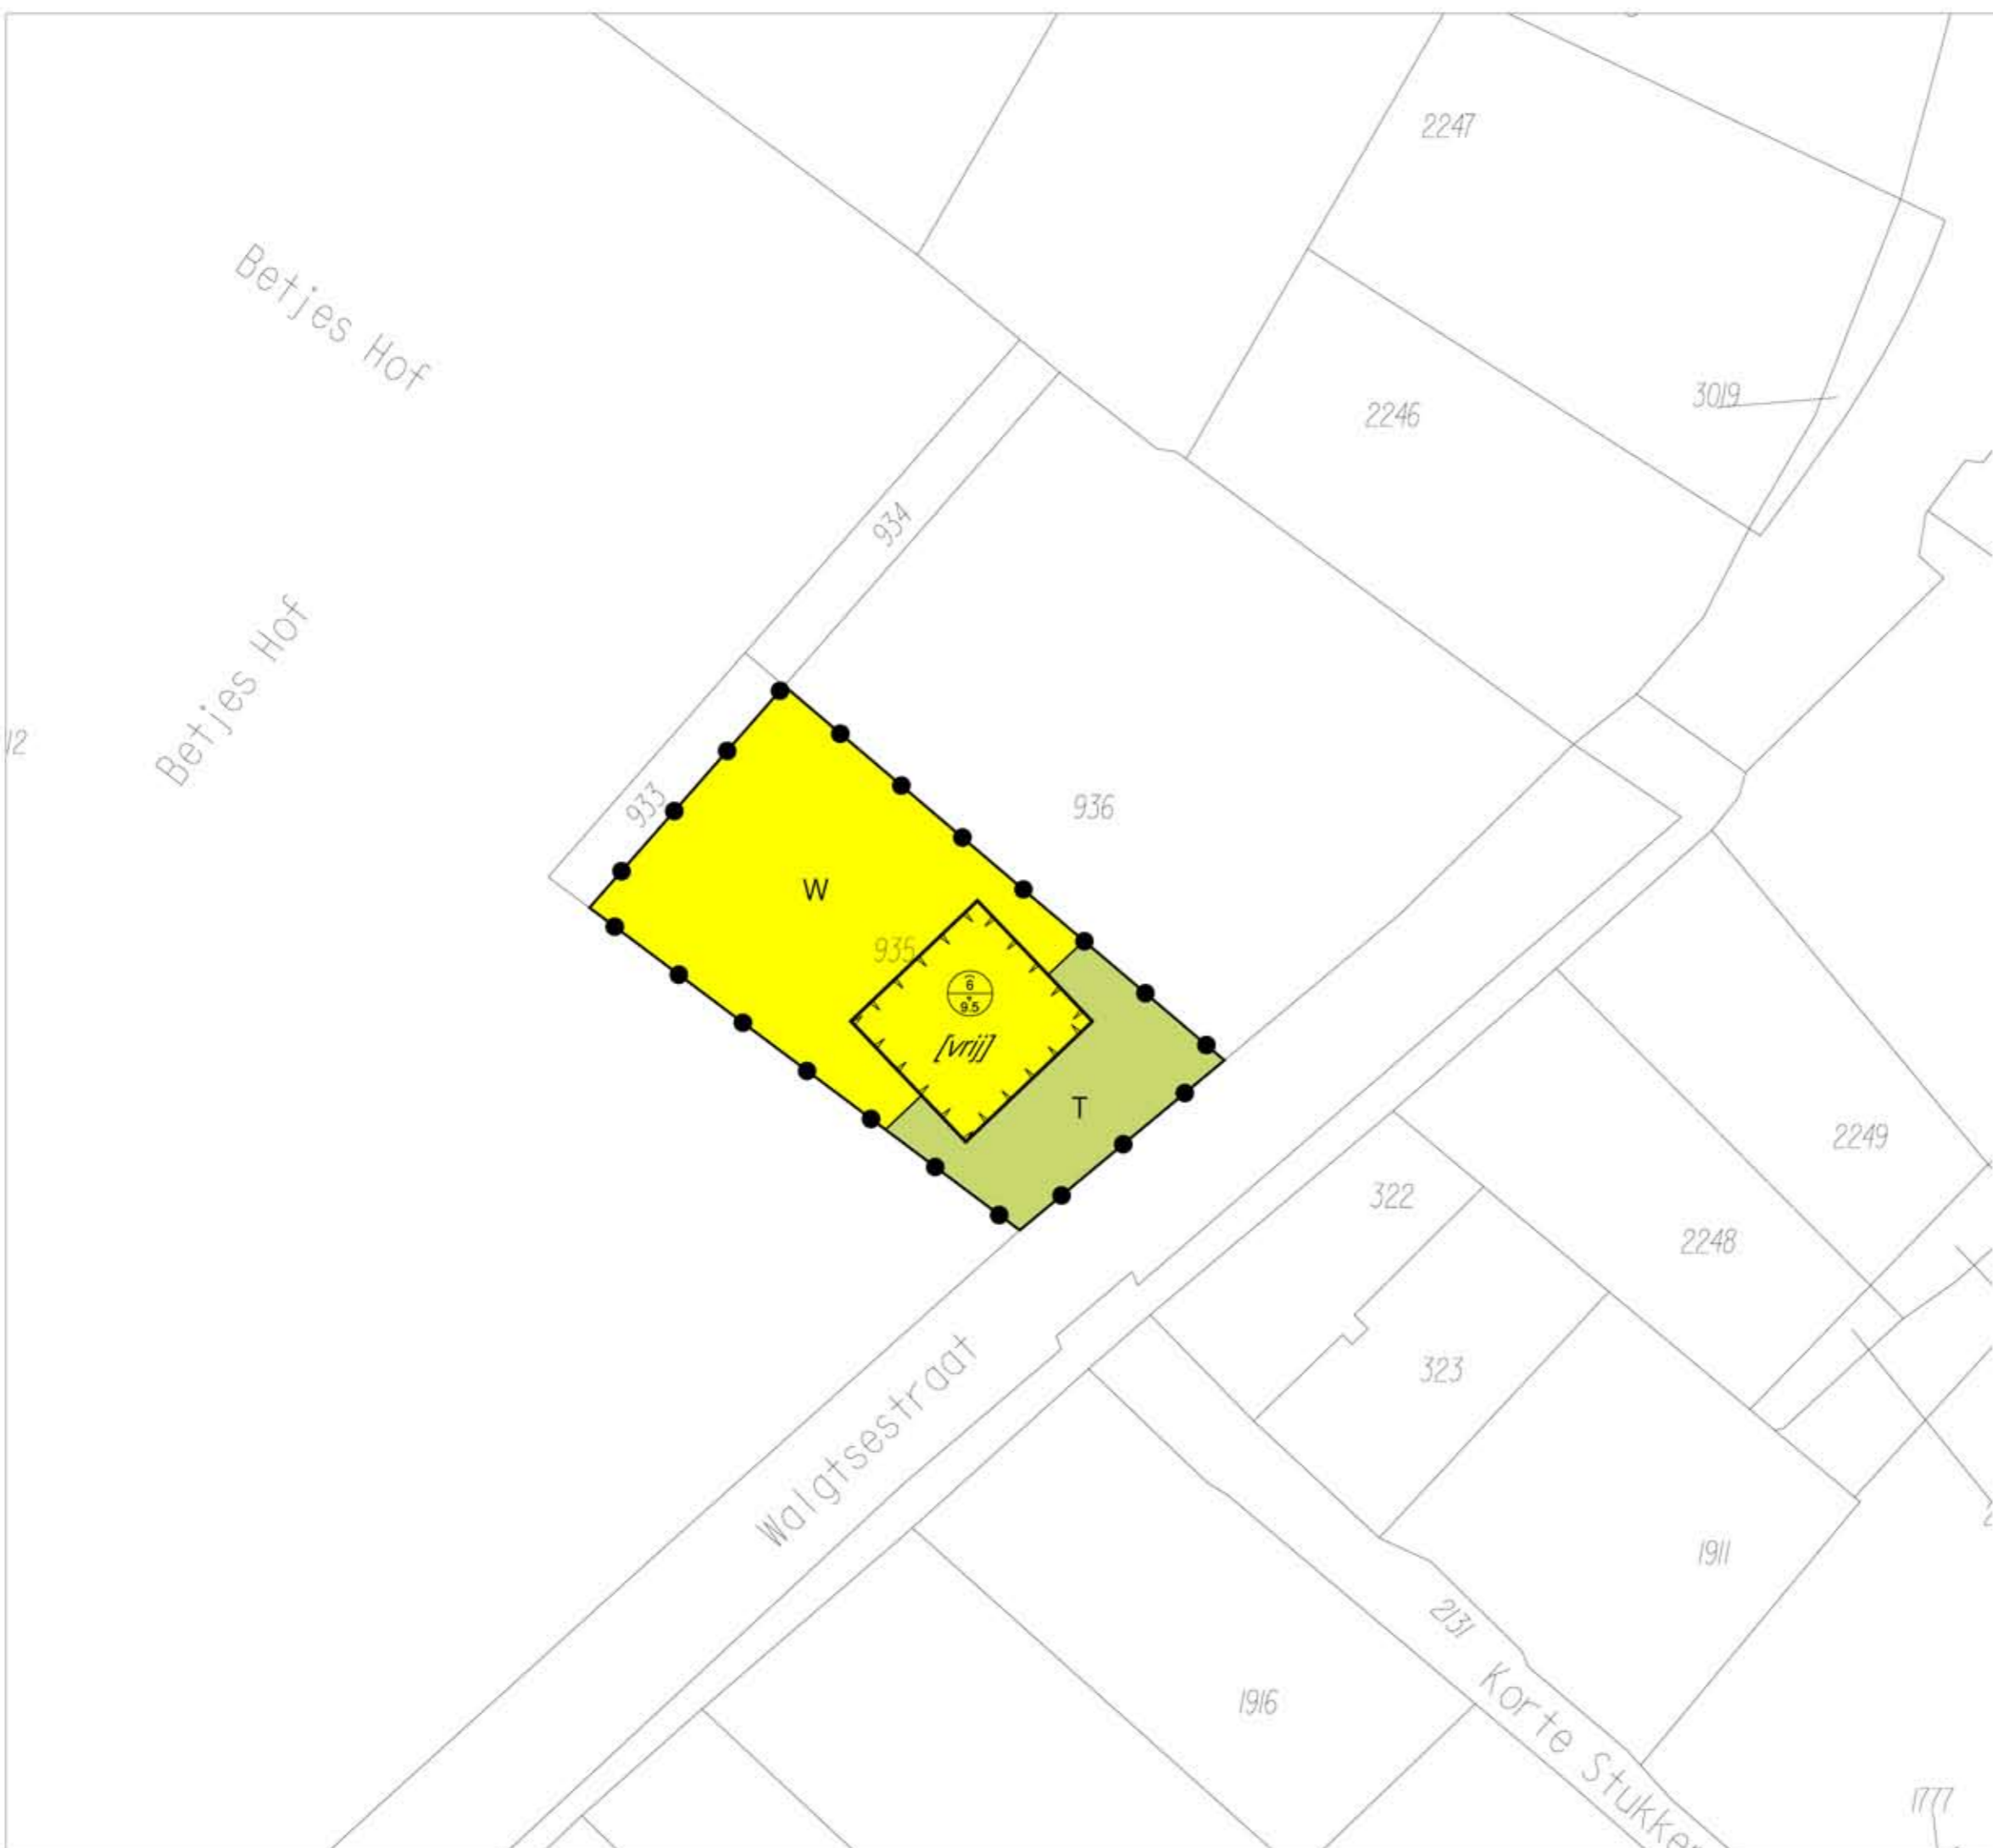 2247
Betjes Hof
3019
2246
934
Betjes Hof
12
933
936
W
935
6
9.5
[vrij]
T
2249
322
2248
323
Walgtsestraat
1911
2131
Korte Stukken
1916
1777